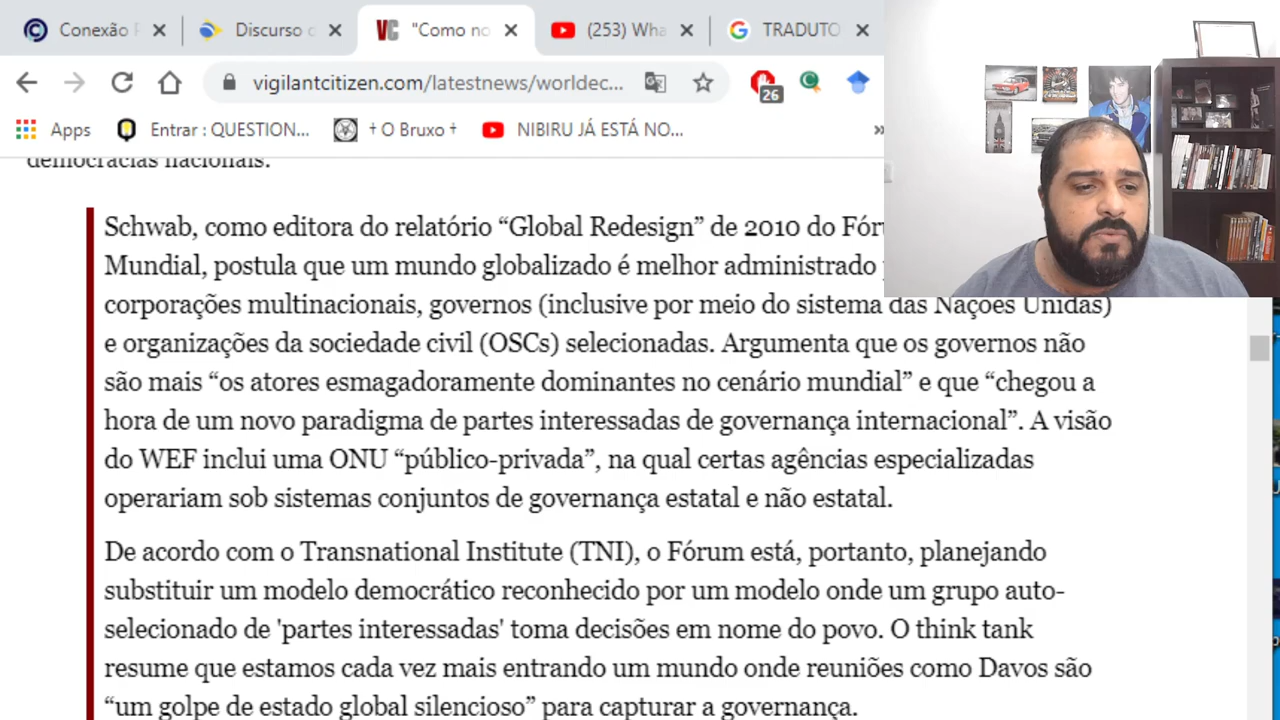 Conexão
Discurso
"Como no
(253) Wha
TRADUTO
vigilantcitizen.com/latestnews/worldec...
26
Apps
Entrar : QUESTION...
† O Bruxo †
NIBIRU JÁ ESTÁ NO...
democracias nacionais.
Schwab, como editora do relatório “Global Redesign” de 2010 do Fór
Mundial, postula que um mundo globalizado é melhor administrado
corporações multinacionais, governos (inclusive por meio do sistema das Nações Unidas)
e organizações da sociedade civil (OSCs) selecionadas. Argumenta que os governos não
são mais “os atores esmagadoramente dominantes no cenário mundial” e que “chegou a
hora de um novo paradigma de partes interessadas de governança internacional”. A visão
do WEF inclui uma ONU “público-privada”, na qual certas agências especializadas
operariam sob sistemas conjuntos de governança estatal e não estatal.
De acordo com o Transnational Institute (TNI), o Fórum está, portanto, planejando
substituir um modelo democrático reconhecido por um modelo onde um grupo auto-
selecionado de 'partes interessadas' toma decisões em nome do povo. O think tank
resume que estamos cada vez mais entrando um mundo onde reuniões como Davos são
“um golpe de estado global silencioso” para capturar a governança.